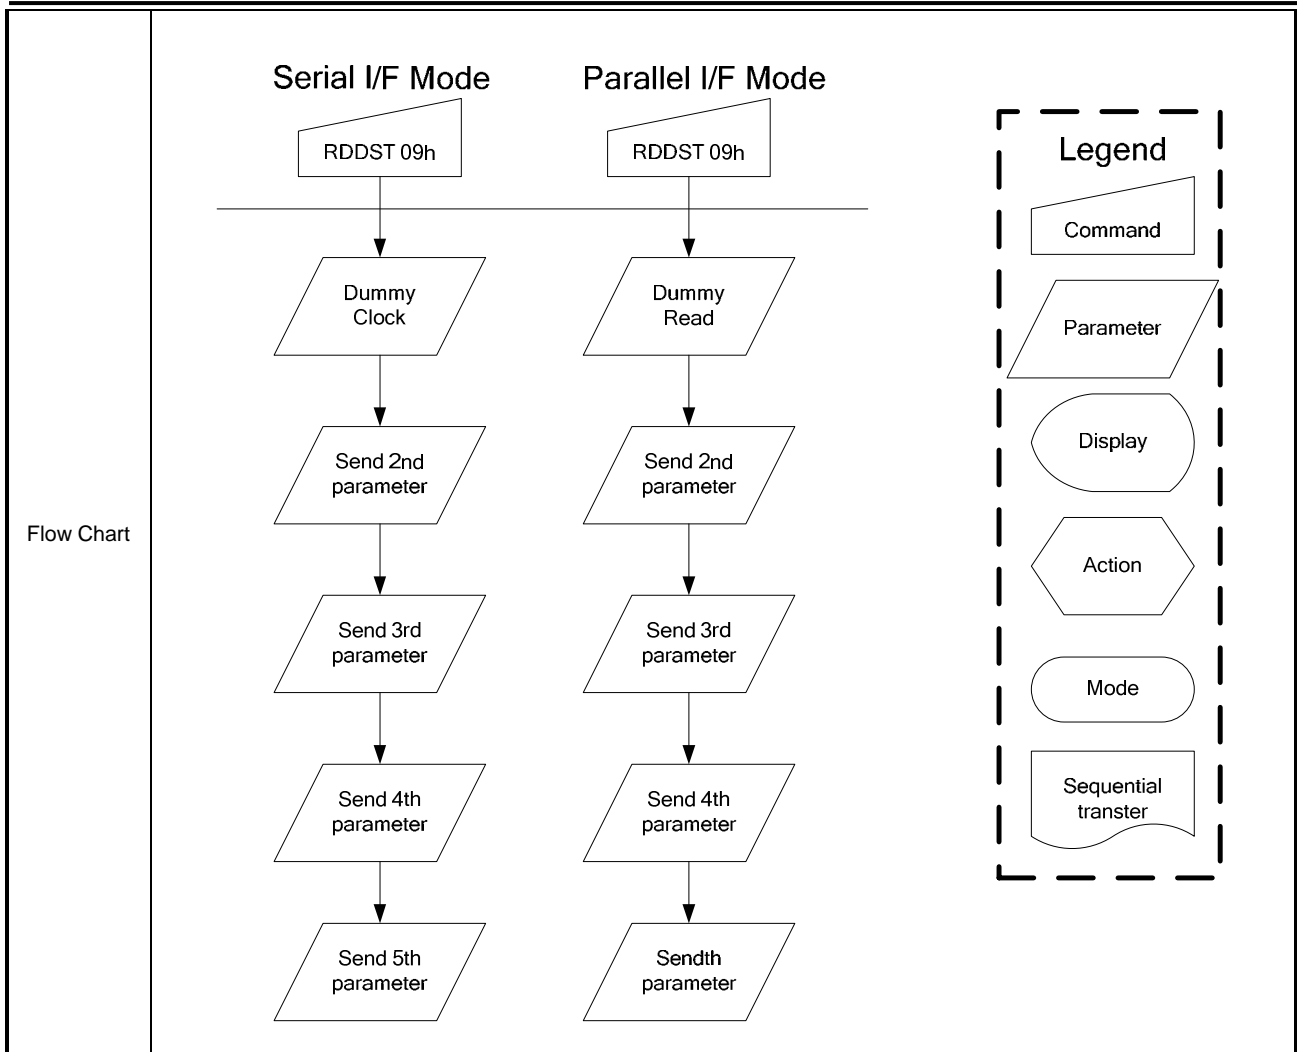 Flow Chart
Serial I/F Mode
RDDST 09h
Dummy
Clock
Send 2nd
parameter
Send 3rd
parameter
Send 4th
parameter
Send 5th
parameter
Parallel I/F Mode
RDDST 09h
Dummy
Read
Send 2nd
parameter
Send 3rd
parameter
Send 4th
parameter
Sendth
parameter
Legend
Command
Parameter
Display
Action
Mode
Sequential
transter